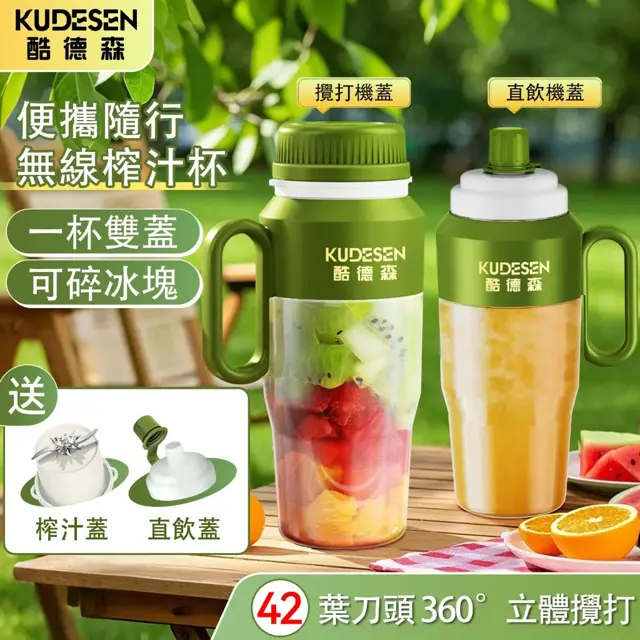 KUDESEN
酷德森
便攜隨行
無線榨汁杯
一杯雙蓋
可碎冰塊
攪打機蓋
直飲機蓋
KUDESEN
酷德森
KUDESEN
酷德森
送
榨汁蓋
直飲蓋
42葉刀頭360°立體攪打